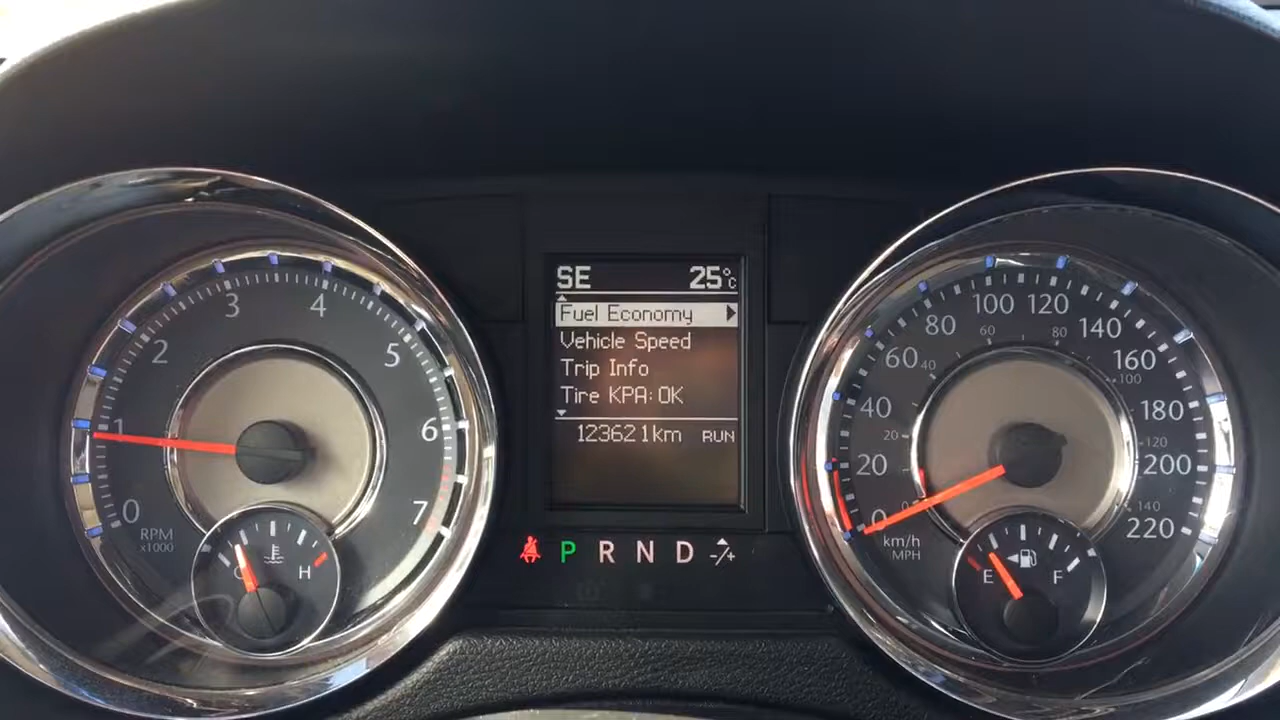 SE 25°C
Fuel Economy
Vehicle Speed
Trip Info
Tire KPA:OK
123621km RUN
P R N D -/+
0 1 2 3 4 5 6 7
RPM
x1000
C H
0 20 40 60 80 100 120 140 160 180 200 220
20 40 60 80 100 120 140
km/h
MPH
E F